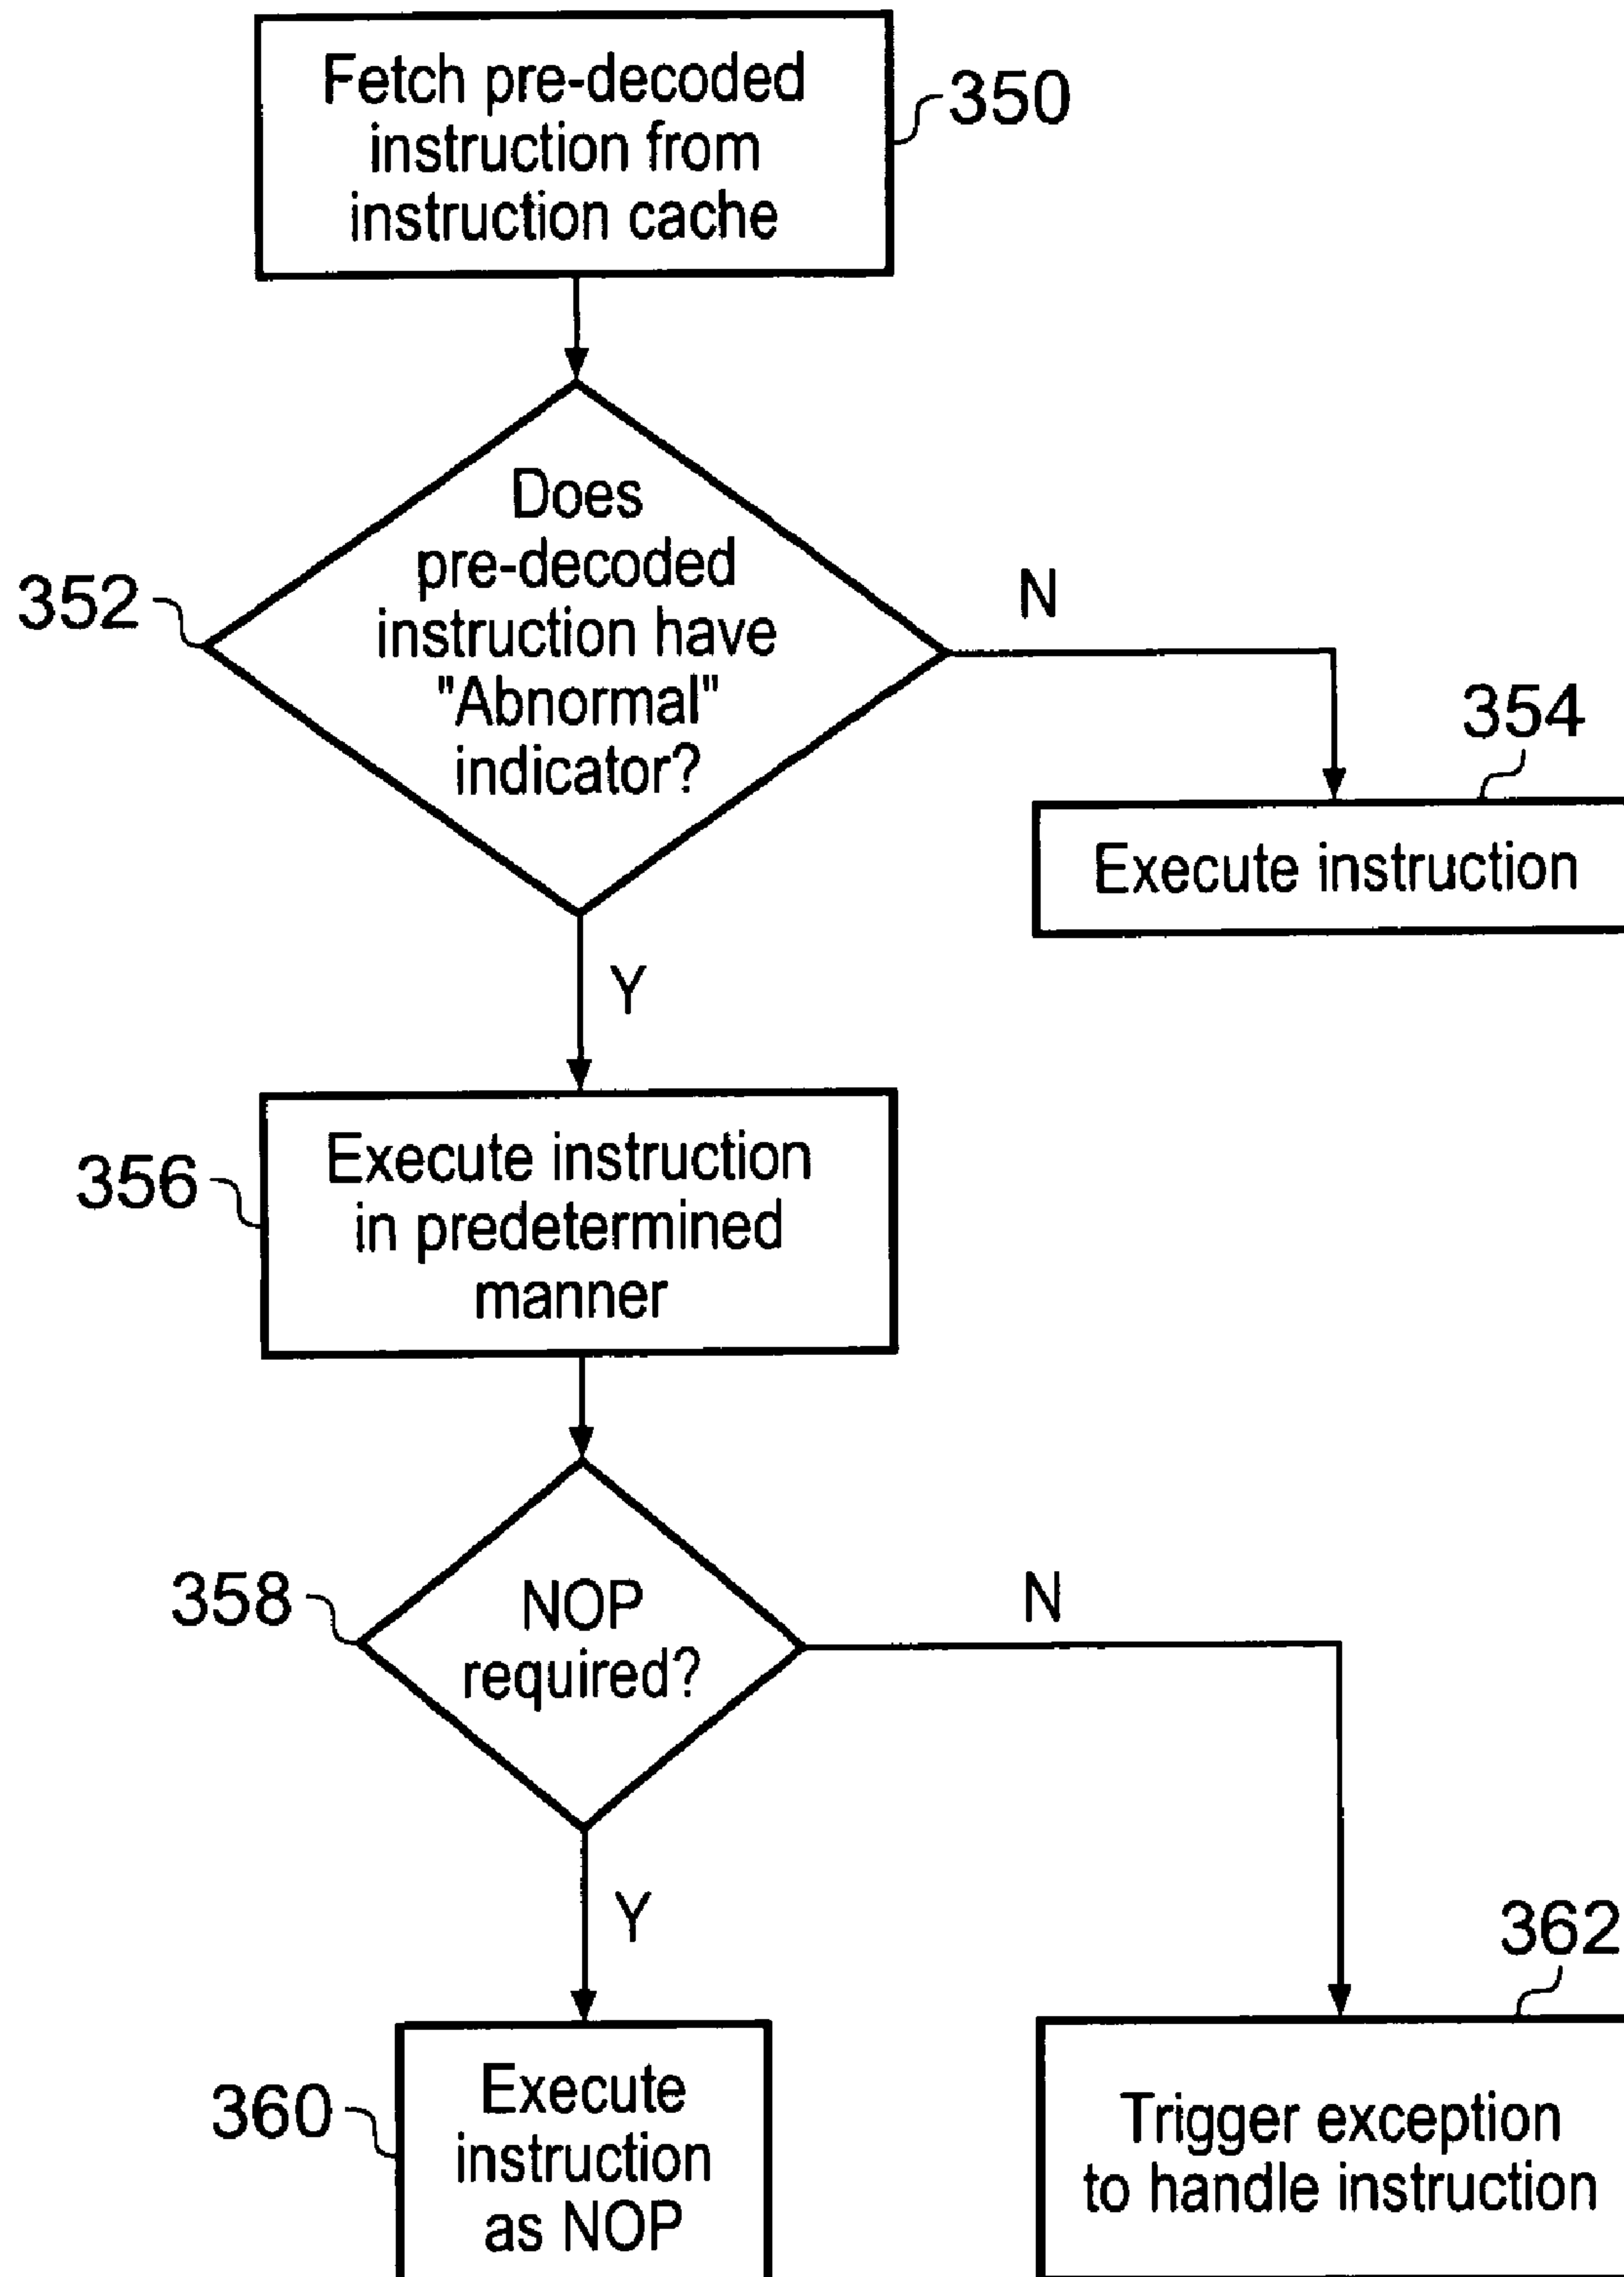 Fetch pre-decoded
instruction from
instruction cache
350
Does
pre-decoded
instruction have
"Abnormal"
indicator?
352
N
354
Execute instruction
Y
356
Execute instruction
in predetermined
manner
358
NOP
required?
N
Y
362
360
Execute
instruction
as NOP
Trigger exception
to handle instruction